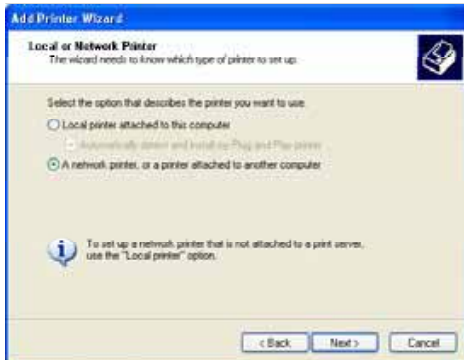 Add Printer Wizard
Local or Network Printer
The wizard needs to know which type of printer to set up.
Select the option that describes the printer you want to use.
Local printer attached to this computer
Automatically detect and install my Plug and Play printer
A network printer, or a printer attached to another computer
To set up a network printer that is not attached to a print server,
use the "Local printer" option.
< Back
Next >
Cancel